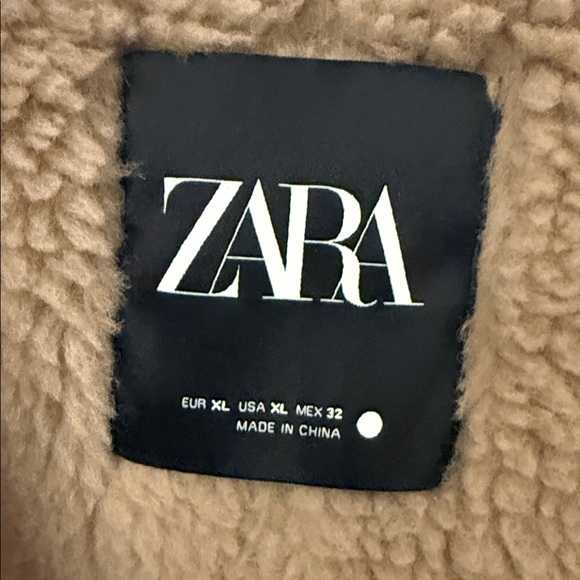 ZARA
EUR XL USA XL MEX 32
MADE IN CHINA